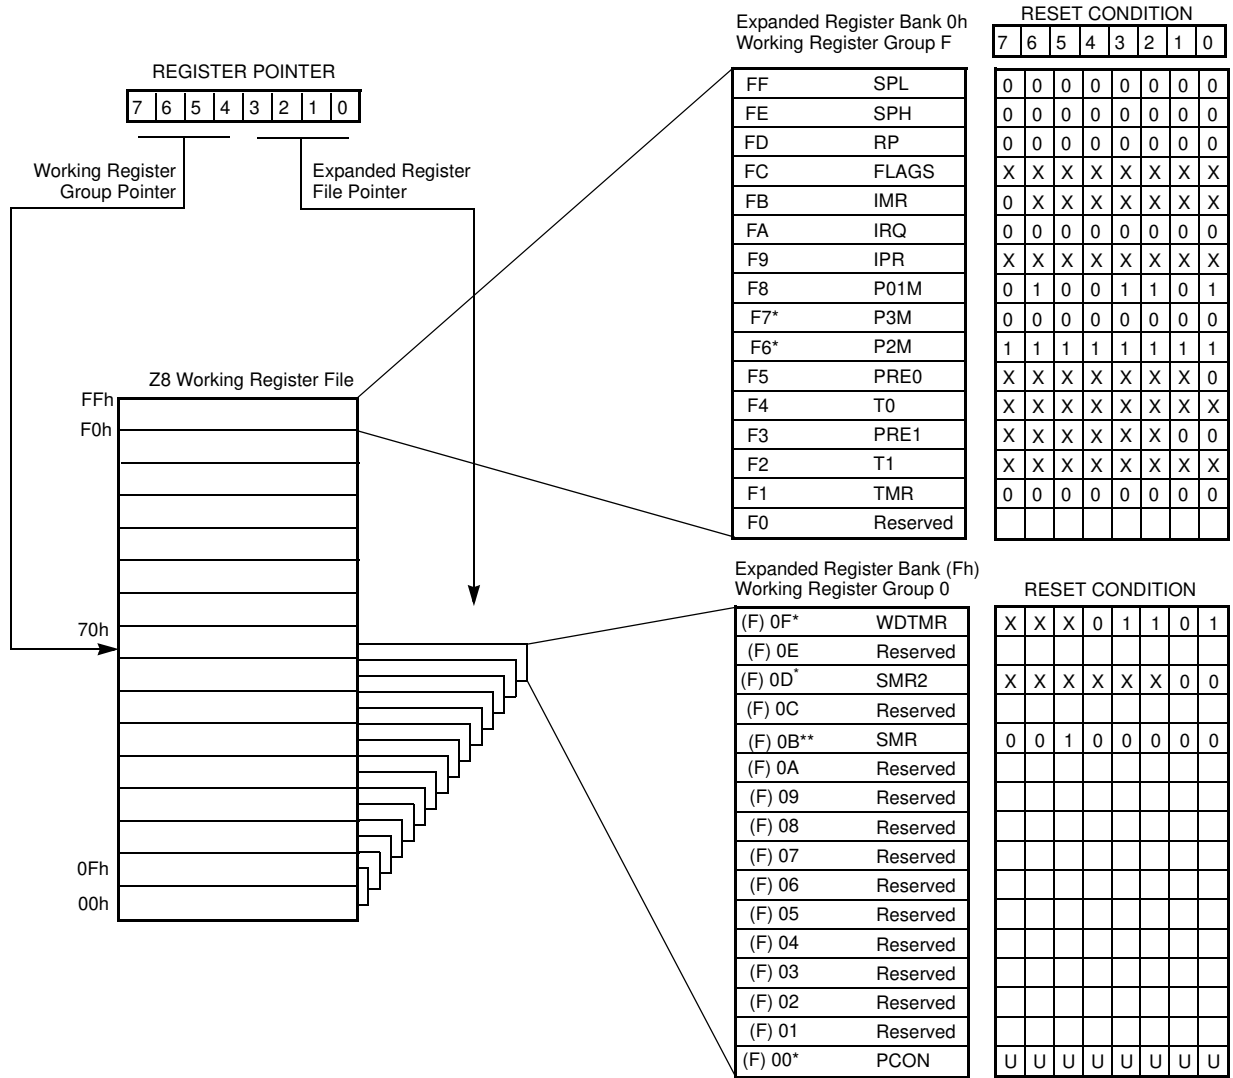 REGISTER POINTER
7 6 5 4 3 2 1 0
Working Register
Group Pointer
Expanded Register
File Pointer
Z8 Working Register File
FFh
F0h
70h
0Fh
00h
Expanded Register Bank 0h
Working Register Group F
RESET CONDITION
7 6 5 4 3 2 1 0
FF SPL 0 0 0 0 0 0 0 0
FE SPH 0 0 0 0 0 0 0 0
FD RP 0 0 0 0 0 0 0 0
FC FLAGS X X X X X X X X
FB IMR 0 X X X X X X X
FA IRQ 0 0 0 0 0 0 0 0
F9 IPR X X X X X X X X
F8 P01M 0 1 0 0 1 1 0 1
F7* P3M 0 0 0 0 0 0 0 0
F6* P2M 1 1 1 1 1 1 1 1
F5 PRE0 X X X X X X X 0
F4 T0 X X X X X X X X
F3 PRE1 X X X X X X 0 0
F2 T1 X X X X X X X X
F1 TMR 0 0 0 0 0 0 0 0
F0 Reserved
Expanded Register Bank (Fh)
Working Register Group 0
RESET CONDITION
(F) 0F* WDTMR X X X 0 1 1 0 1
(F) 0E Reserved
(F) 0D* SMR2 X X X X X X 0 0
(F) 0C Reserved
(F) 0B** SMR 0 0 1 0 0 0 0 0
(F) 0A Reserved
(F) 09 Reserved
(F) 08 Reserved
(F) 07 Reserved
(F) 06 Reserved
(F) 05 Reserved
(F) 04 Reserved
(F) 03 Reserved
(F) 02 Reserved
(F) 01 Reserved
(F) 00* PCON U U U U U U U U